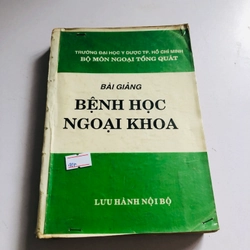 TRƯỜNG ĐẠI HỌC Y DƯỢC TP. HỒ CHÍ MINH
BỘ MÔN NGOẠI TỔNG QUÁT
BÀI GIẢNG
BỆNH HỌC
NGOẠI KHOA
LƯU HÀNH NỘI BỘ